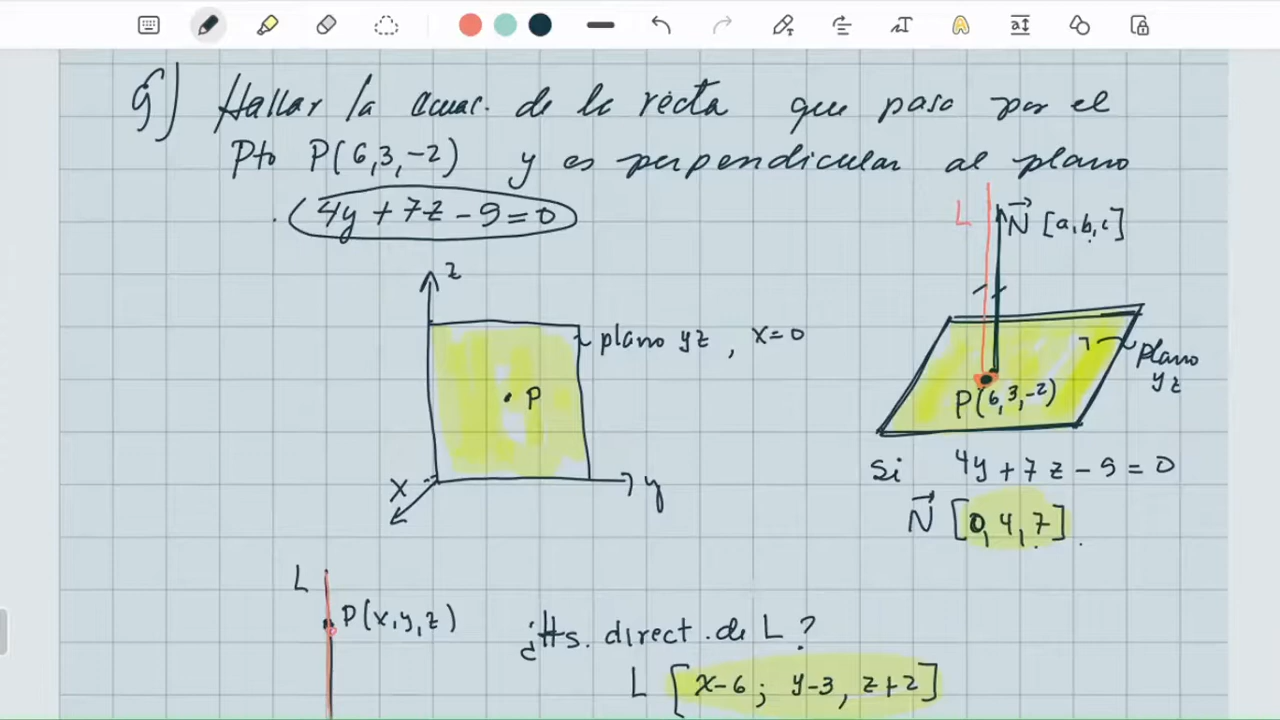 9) Hallar la ecuac. de la recta que pasa por el
Pto P(6,3,-2) y es perpendicular al plano
4y + 7z - 9 = 0
z
plano yz, x=0
P
x
y
L
N [a,b,c]
plano
yz
P(6,3,-2)
Si 4y + 7z - 9 = 0
N [0,4,7].
L
P(x,y,z)
¿#s. direct. de L?
L [x-6; y-3, z+2]